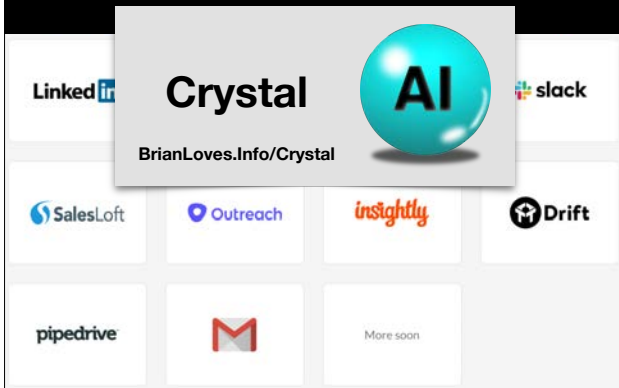 Linked in
Crystal
AI
slack
BrianLoves.Info/Crystal
SalesLoft
Outreach
insightly
Drift
pipedrive
More soon